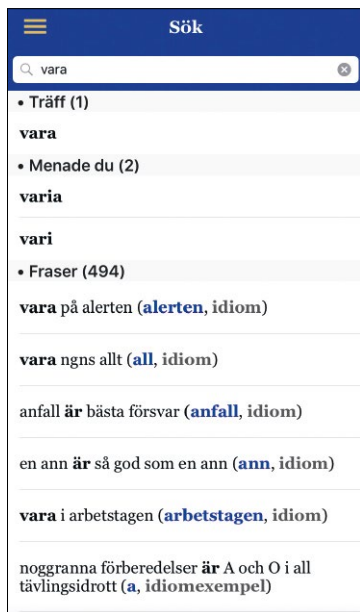 Sök
vara
• Träff (1)
vara
• Menade du (2)
varia
vari
• Fraser (494)
vara på alerten (alerten, idiom)
vara ngns allt (all, idiom)
anfall är bästa försvar (anfall, idiom)
en ann är så god som en ann (ann, idiom)
vara i arbetstagen (arbetstagen, idiom)
noggranna förberedelser är A och O i all
tävlingsidrott (a, idiomexempel)